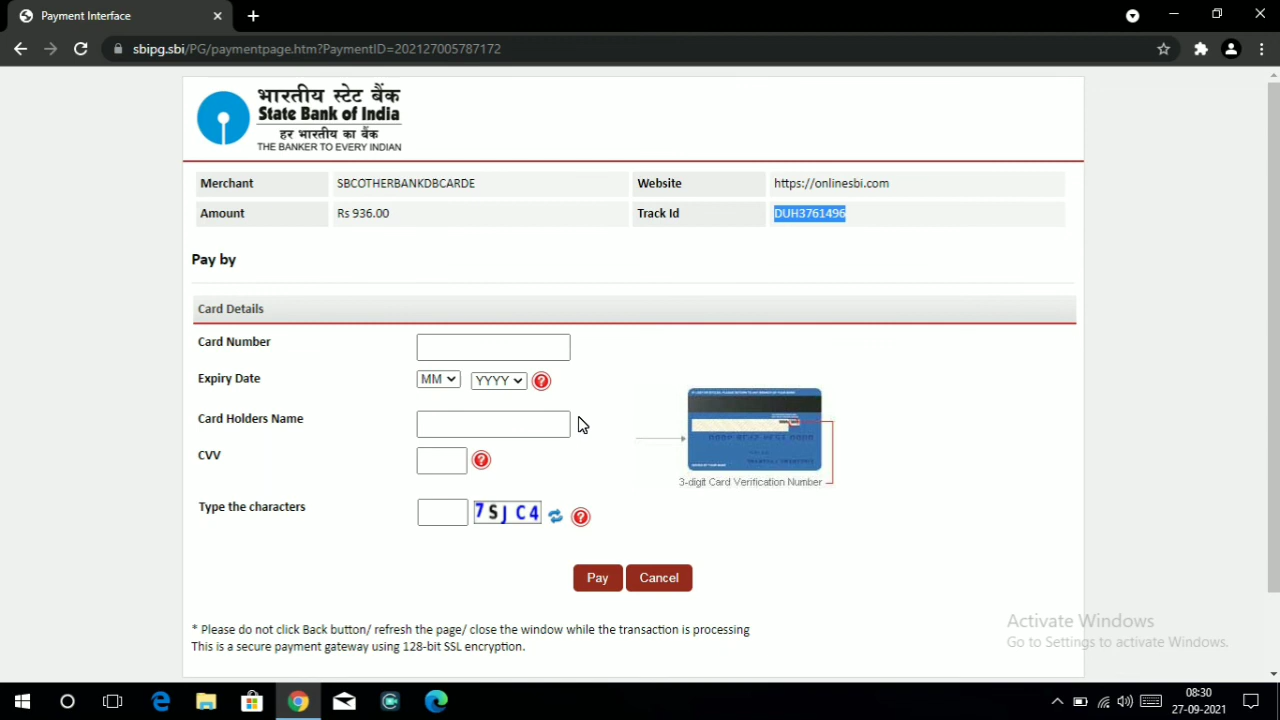 Payment Interface
sbipg.sbi/PG/paymentpage.htm?PaymentID=202127005787172
भारतीय स्टेट बैंक
State Bank of India
हर भारतीय का बैंक
THE BANKER TO EVERY INDIAN
Merchant SBCOTHERBANKDBCARDE Website https://onlinesbi.com
Amount Rs 936.00 Track Id DUH3761496
Pay by
Card Details
Card Number
Expiry Date MM YYYY ?
Card Holders Name
CVV ?
3-digit Card Verification Number
Type the characters 7SJC4 ?
Pay Cancel
* Please do not click Back button/ refresh the page/ close the window while the transaction is processing
This is a secure payment gateway using 128-bit SSL encryption.
Activate Windows
Go to Settings to activate Windows.
08:30
27-09-2021